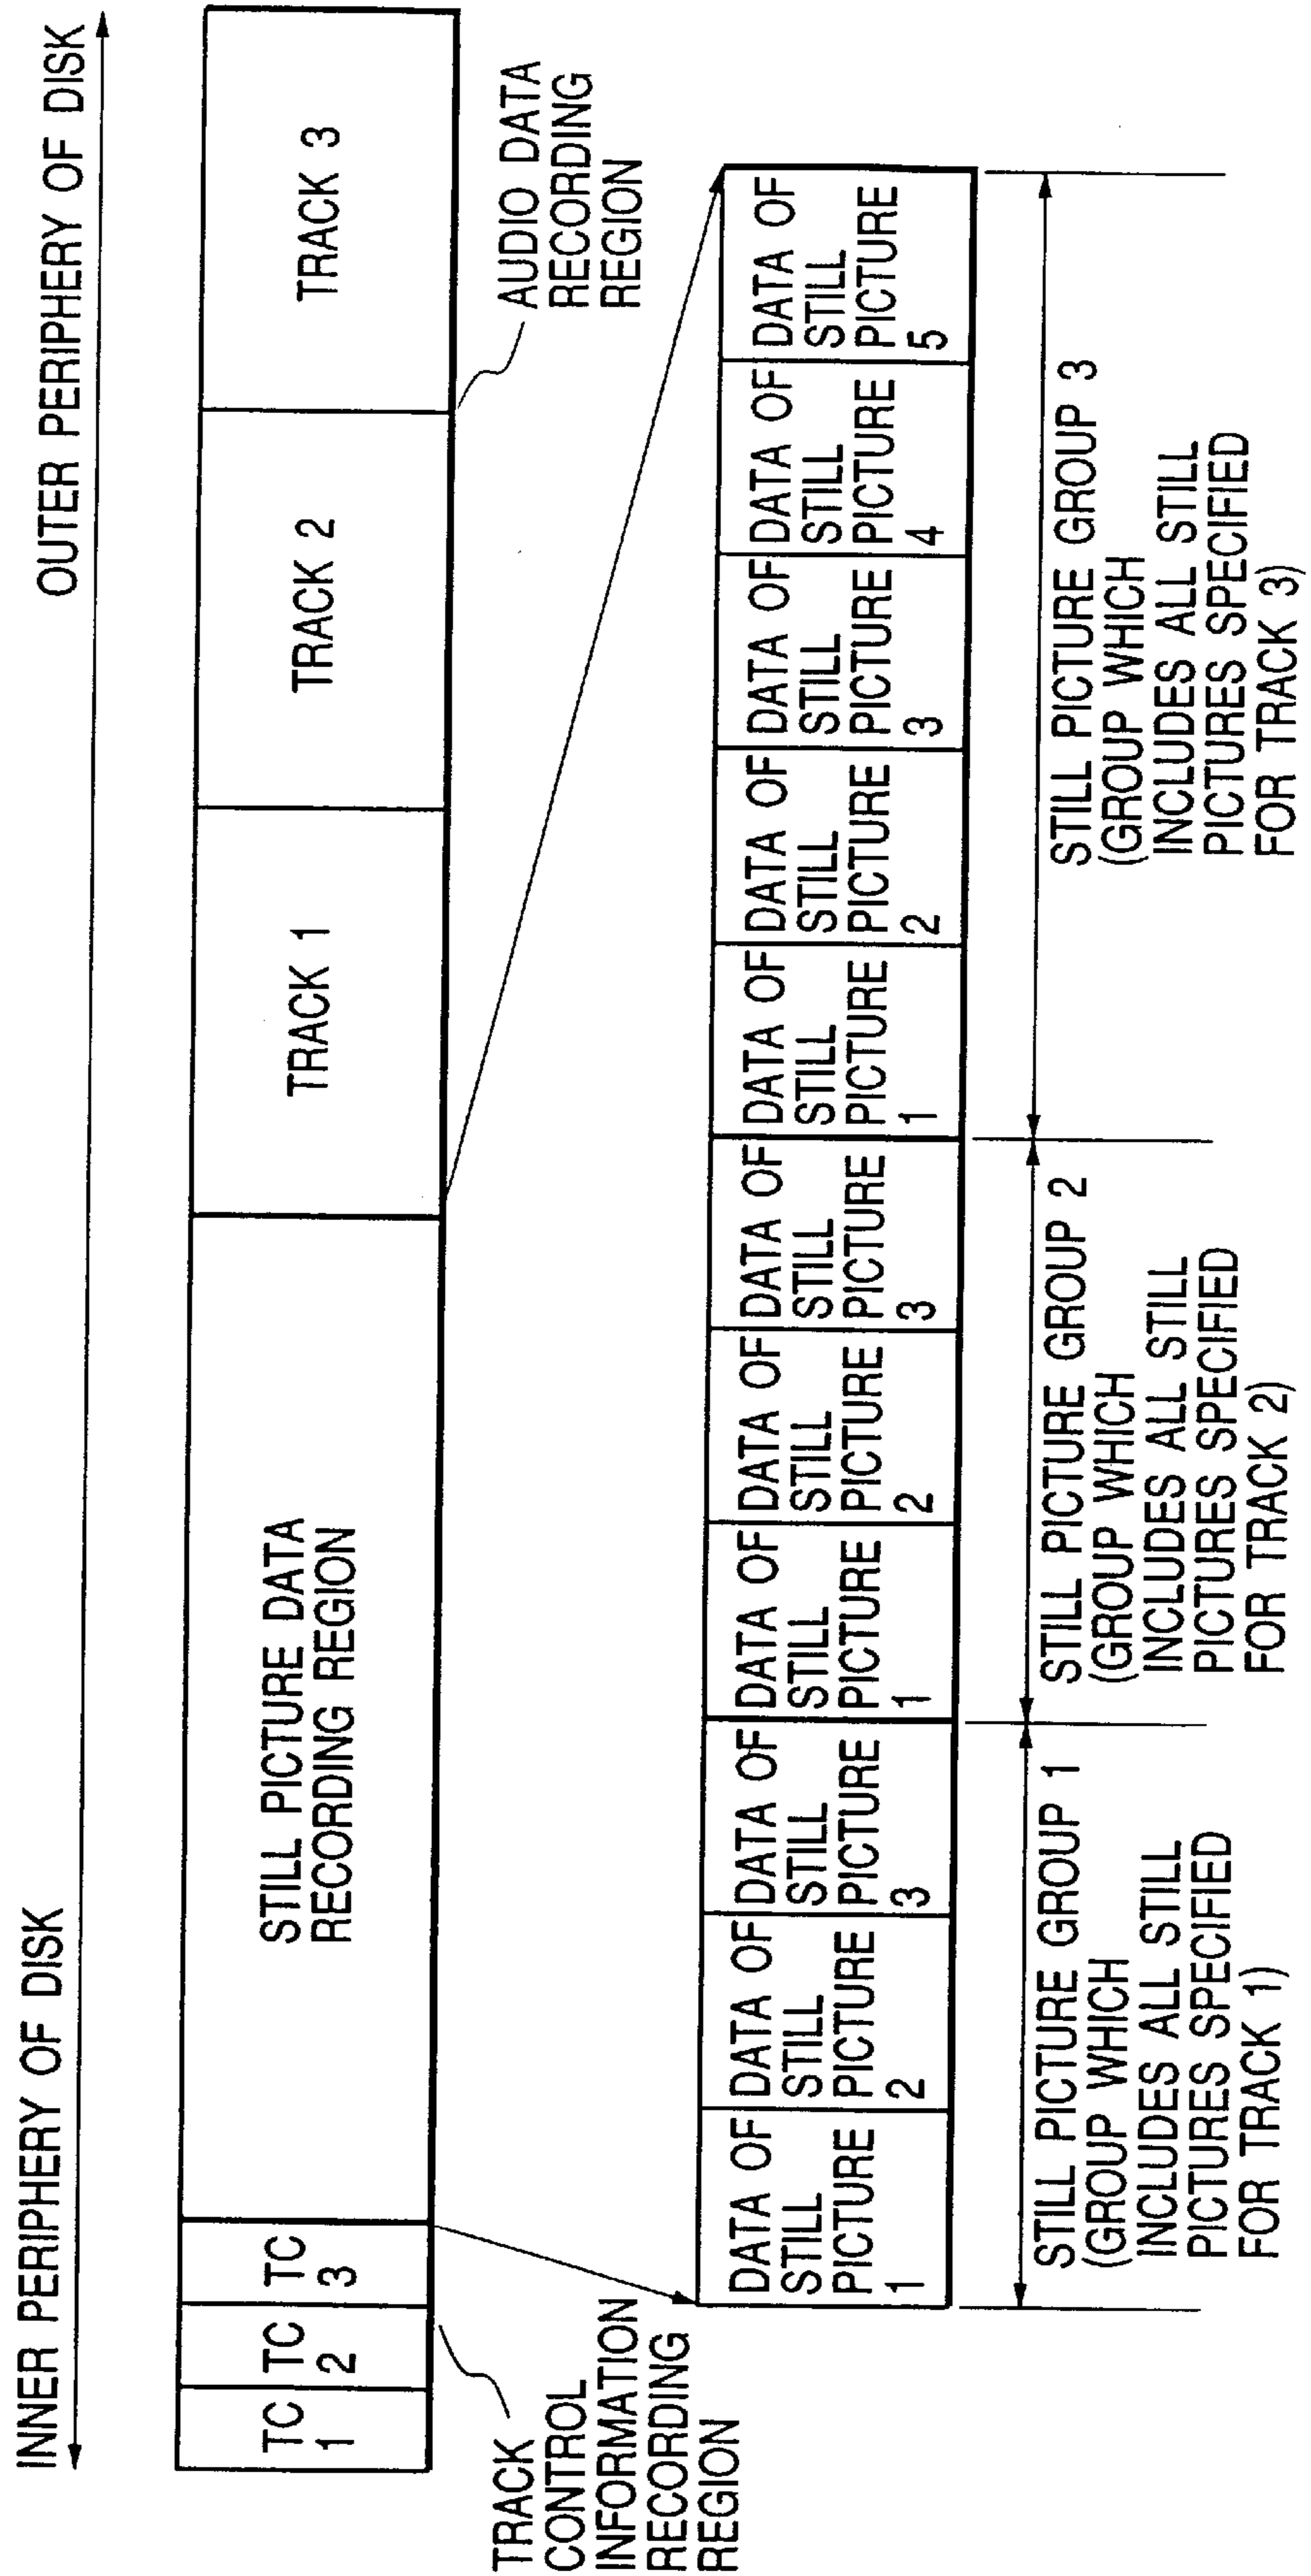 INNER PERIPHERY OF DISK
OUTER PERIPHERY OF DISK
TC
1
TC
2
TC
3
STILL PICTURE DATA
RECORDING REGION
TRACK 1
TRACK 2
TRACK 3
TRACK
CONTROL
INFORMATION
RECORDING
REGION
AUDIO DATA
RECORDING
REGION
DATA OF
STILL
PICTURE
1
DATA OF
STILL
PICTURE
2
DATA OF
STILL
PICTURE
3
DATA OF
STILL
PICTURE
1
DATA OF
STILL
PICTURE
2
DATA OF
STILL
PICTURE
3
DATA OF
STILL
PICTURE
1
DATA OF
STILL
PICTURE
2
DATA OF
STILL
PICTURE
3
DATA OF
STILL
PICTURE
4
DATA OF
STILL
PICTURE
5
STILL PICTURE GROUP 1
(GROUP WHICH
INCLUDES ALL STILL
PICTURES SPECIFIED
FOR TRACK 1)
STILL PICTURE GROUP 2
(GROUP WHICH
INCLUDES ALL STILL
PICTURES SPECIFIED
FOR TRACK 2)
STILL PICTURE GROUP 3
(GROUP WHICH
INCLUDES ALL STILL
PICTURES SPECIFIED
FOR TRACK 3)